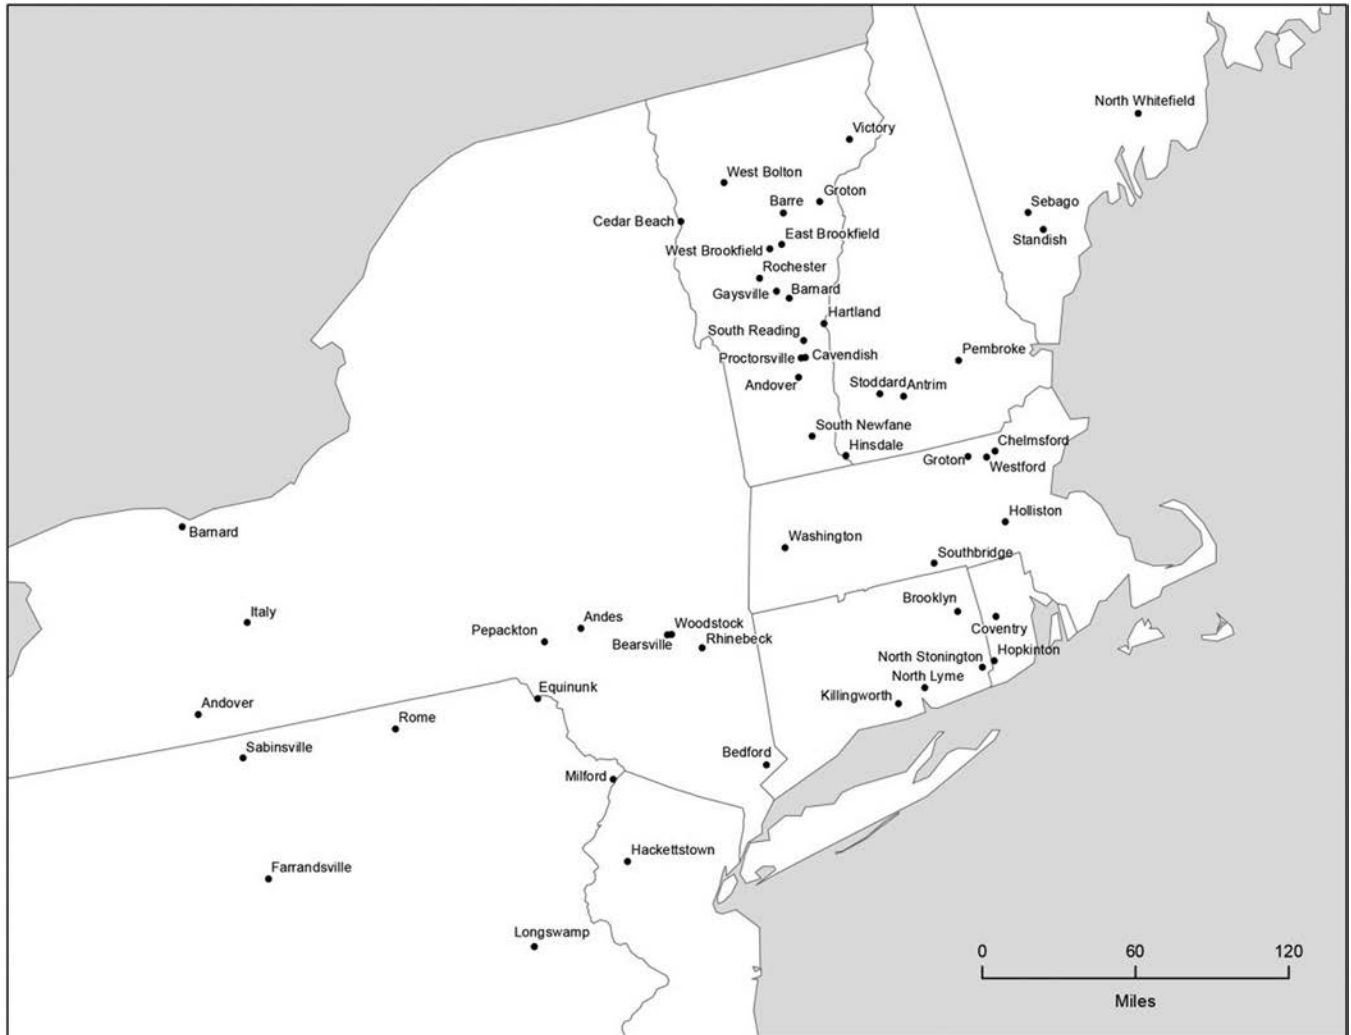 North Whitefield
Victory
West Bolton
Groton
Barre
Sebago
Cedar Beach
East Brookfield
Standish
West Brookfield
Rochester
Gaysville
Barnard
Hartland
South Reading
Pembroke
Proctorsville
Cavendish
Andover
Stoddard
Antrim
South Newfane
Hinsdale
Chelmsford
Groton
Westford
Holliston
Barnard
Washington
Southbridge
Brooklyn
Italy
Andes
Woodstock
Pepackton
Coventry
Bearsville
Rhinebeck
Hopkinton
North Stonington
North Lyme
Equinunk
Killingworth
Andover
Rome
Sabinsville
Bedford
Milford
Hackettstown
Farrandsville
Longswamp
0 60 120
Miles